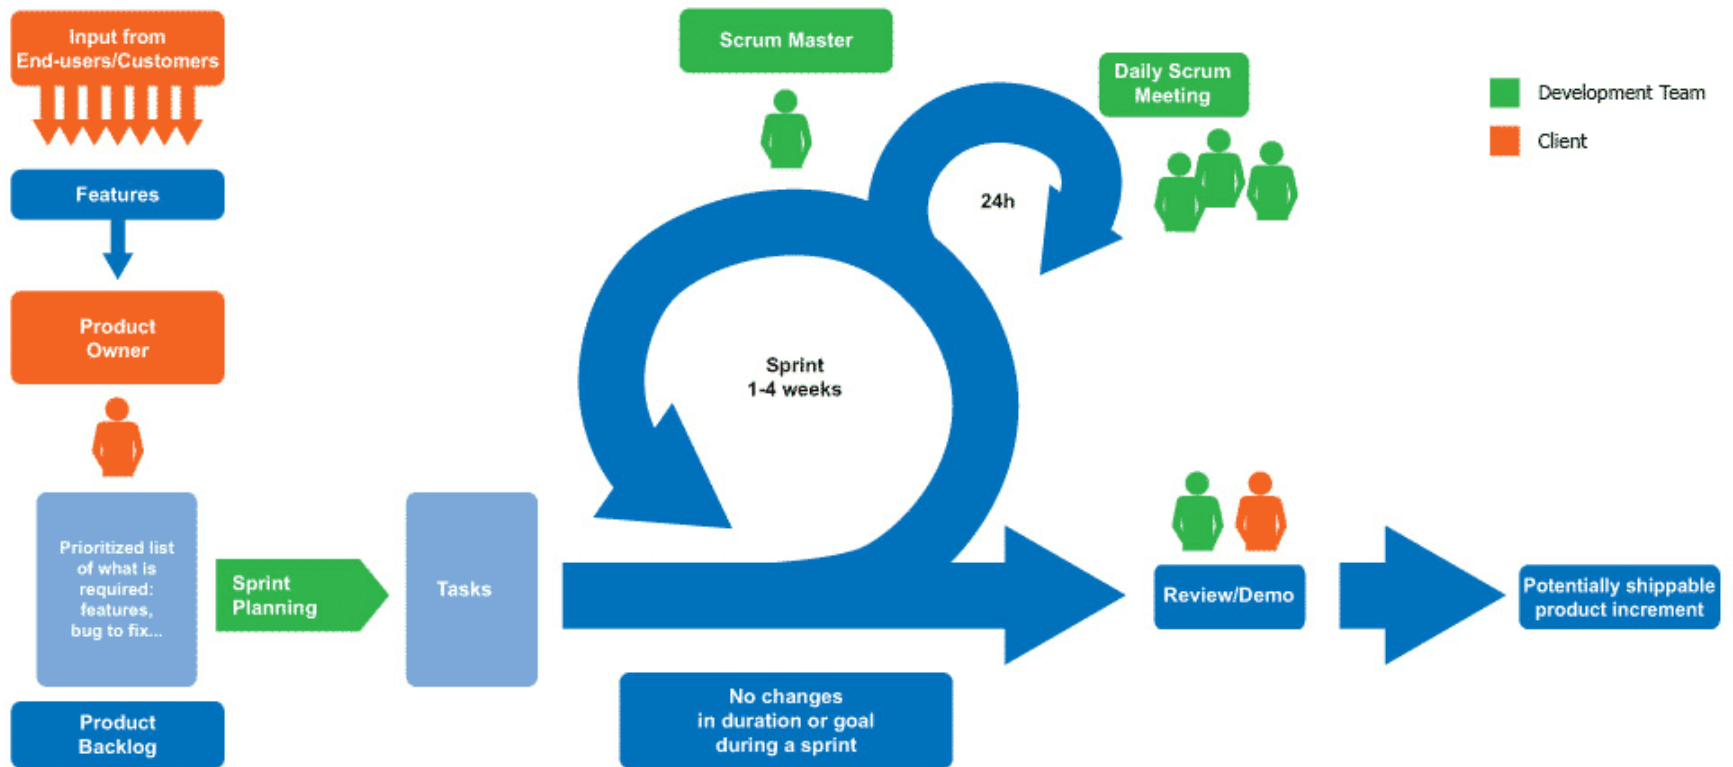 Input from
End-users/Customers
Features
Product
Owner
Prioritized list
of what is
required:
features,
bug to fix...
Product
Backlog
Sprint
Planning
Tasks
Scrum Master
Sprint
1-4 weeks
24h
Daily Scrum
Meeting
No changes
in duration or goal
during a sprint
Review/Demo
Potentially shippable
product increment
Development Team
Client